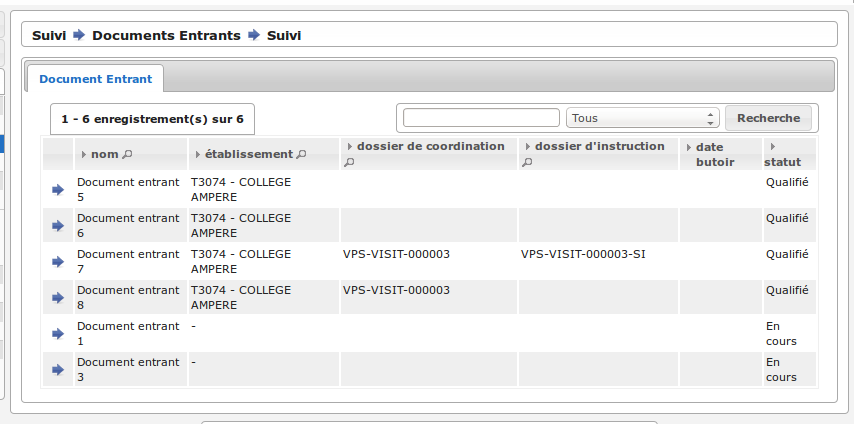 Suivi Documents Entrants Suivi
Document Entrant
1 - 6 enregistrement(s) sur 6 Tous Recherche
nom établissement dossier de coordination dossier d'instruction date butoir statut
Document entrant 5 T3074 - COLLEGE AMPERE Qualifié
Document entrant 6 T3074 - COLLEGE AMPERE Qualifié
Document entrant 7 T3074 - COLLEGE AMPERE VPS-VISIT-000003 VPS-VISIT-000003-SI Qualifié
Document entrant 8 T3074 - COLLEGE AMPERE VPS-VISIT-000003 Qualifié
Document entrant 1 - En cours
Document entrant 3 - En cours